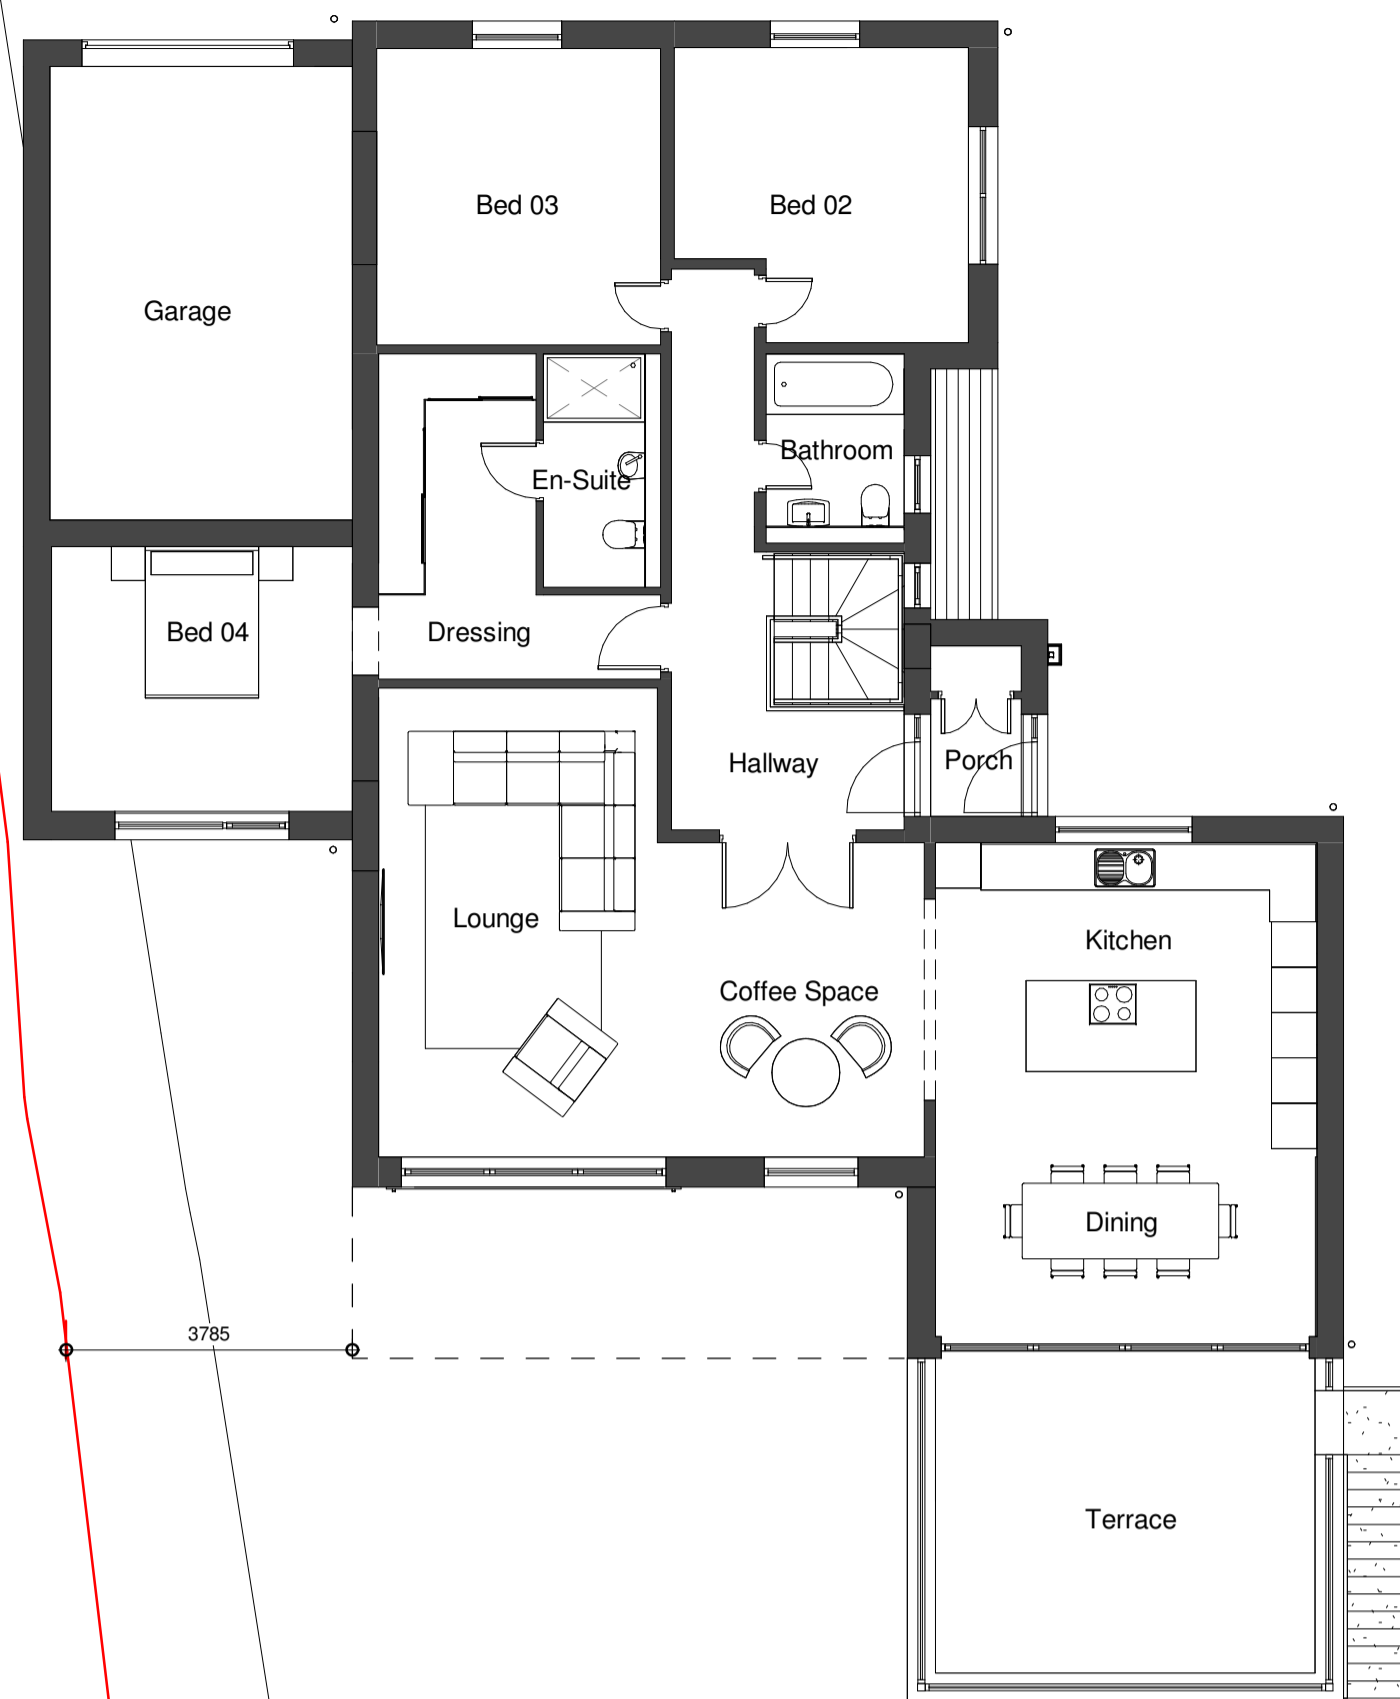 Bed 03
Bed 02
Garage
Bathroom
En-Suite
Bed 04
Dressing
Hallway
Porch
Lounge
Kitchen
Coffee Space
Dining
3785
Terrace